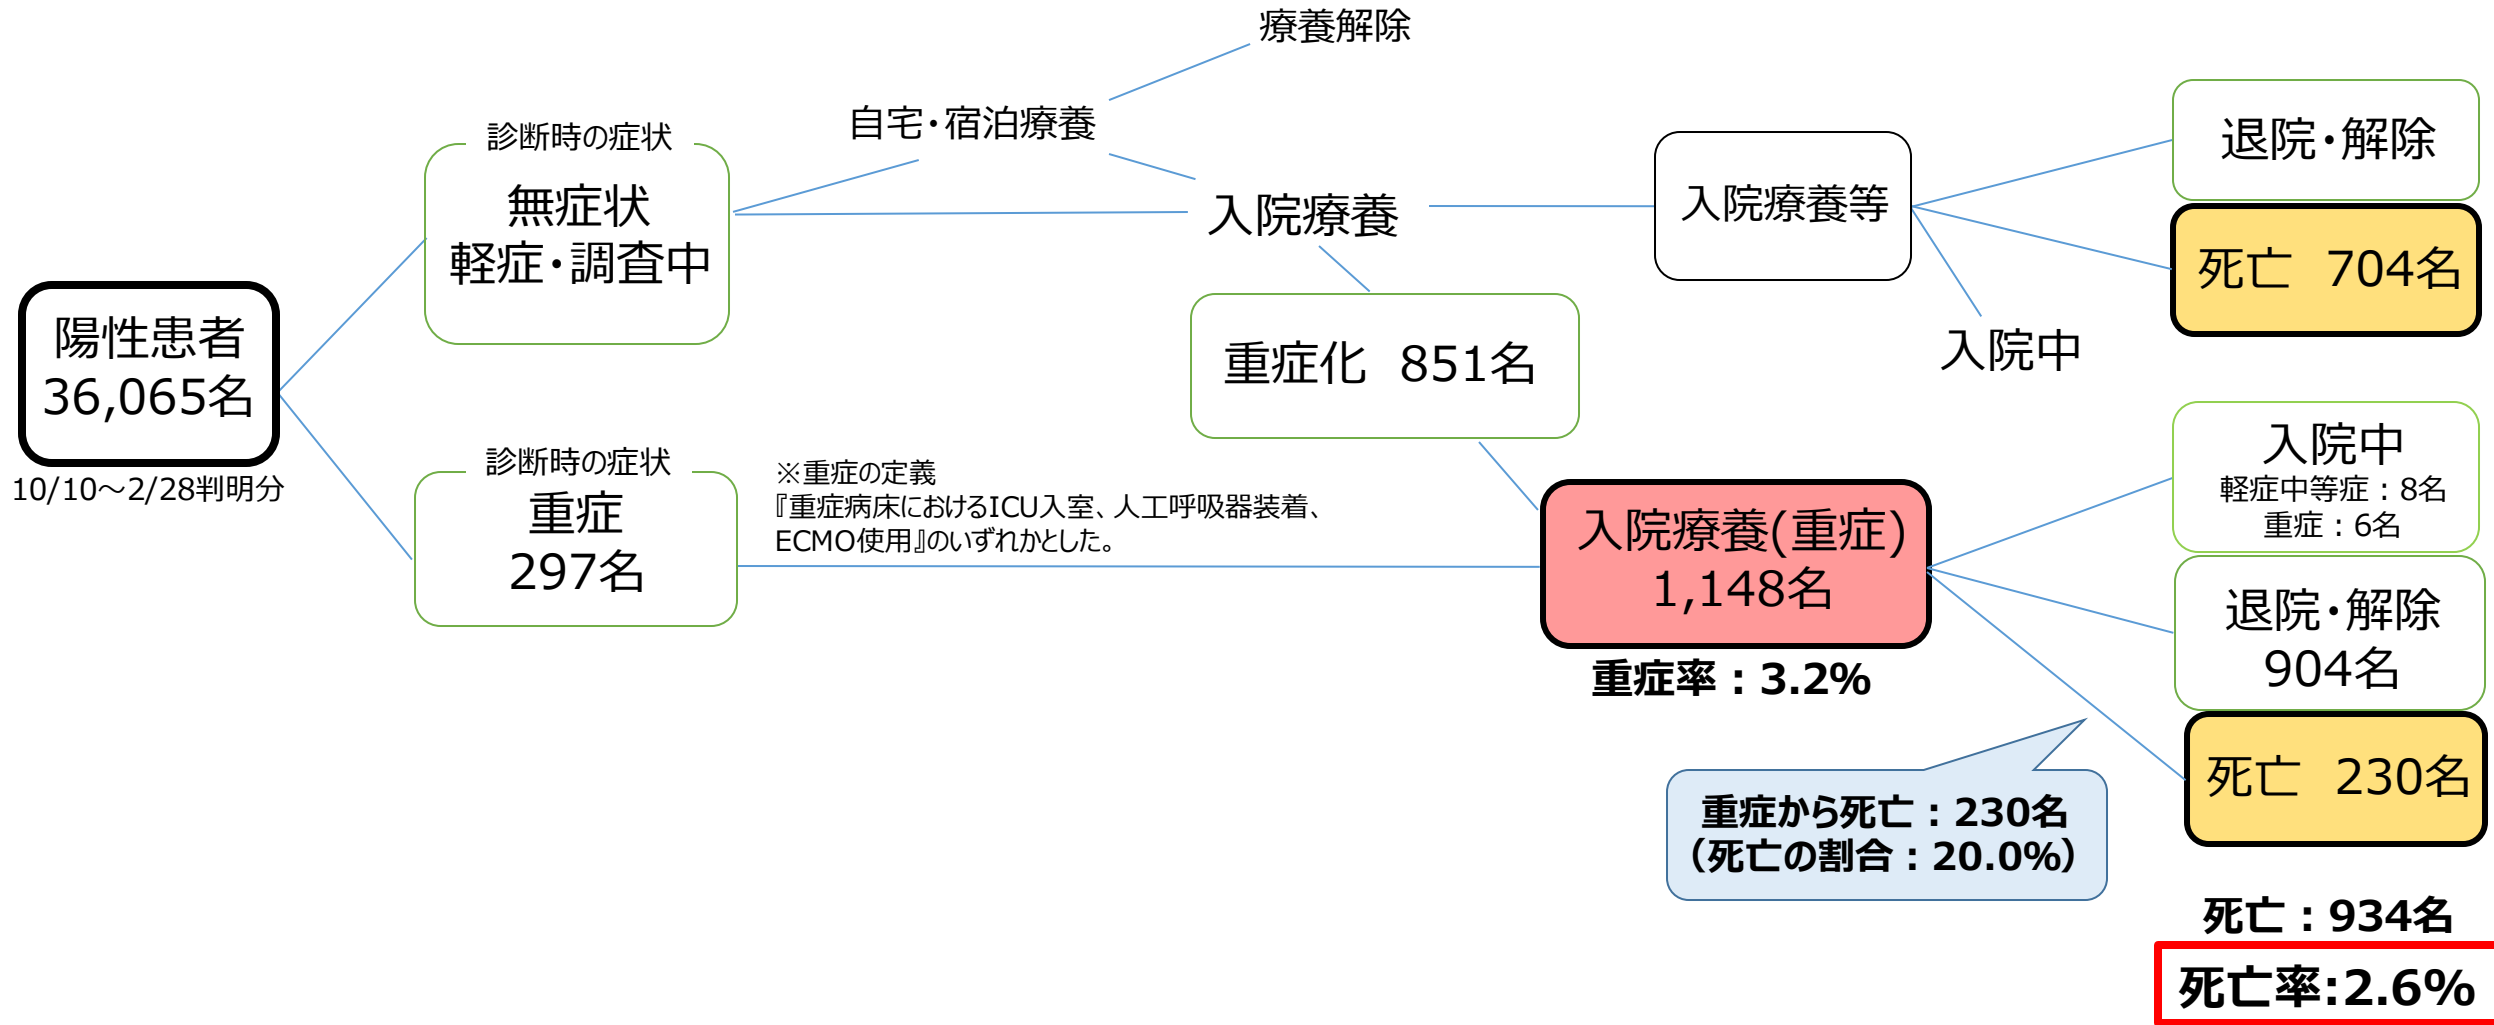 療養解除
自宅・宿泊療養
診断時の症状
無症状
軽症・調査中
入院療養
入院療養等
退院・解除
死亡　704名
入院中
陽性患者
36,065名
10/10～2/28判明分
重症化　851名
診断時の症状
重症
297名
※重症の定義
『重症病床におけるICU入室、人工呼吸器装着、
ECMO使用』のいずれかとした。
入院療養(重症)
1,148名
重症率：3.2%
入院中
軽症中等症：8名
重症：6名
退院・解除
904名
死亡　230名
重症から死亡：230名
（死亡の割合：20.0%）
死亡：934名
死亡率:2.6%